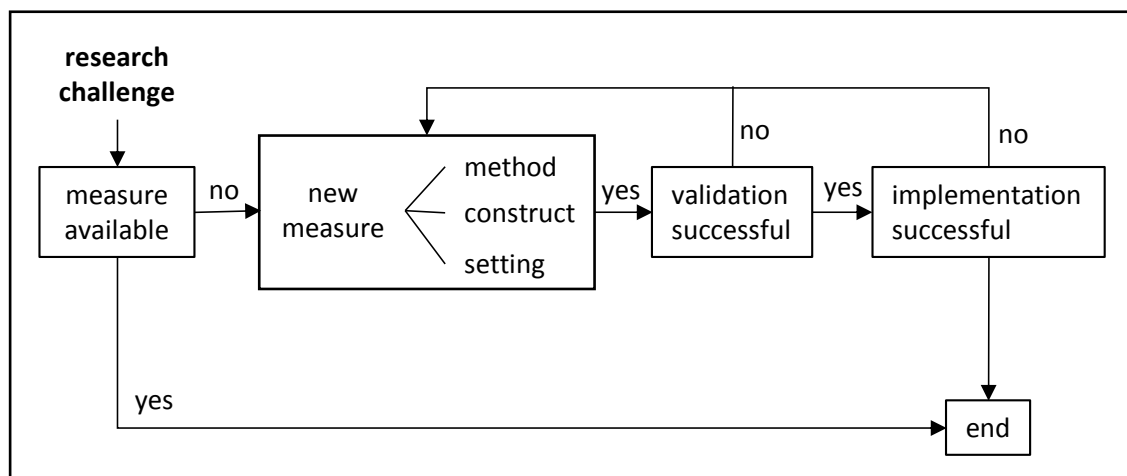 research
challenge
measure
available
no
new
measure
method
construct
setting
yes
validation
successful
no
yes
implementation
successful
no
yes
end